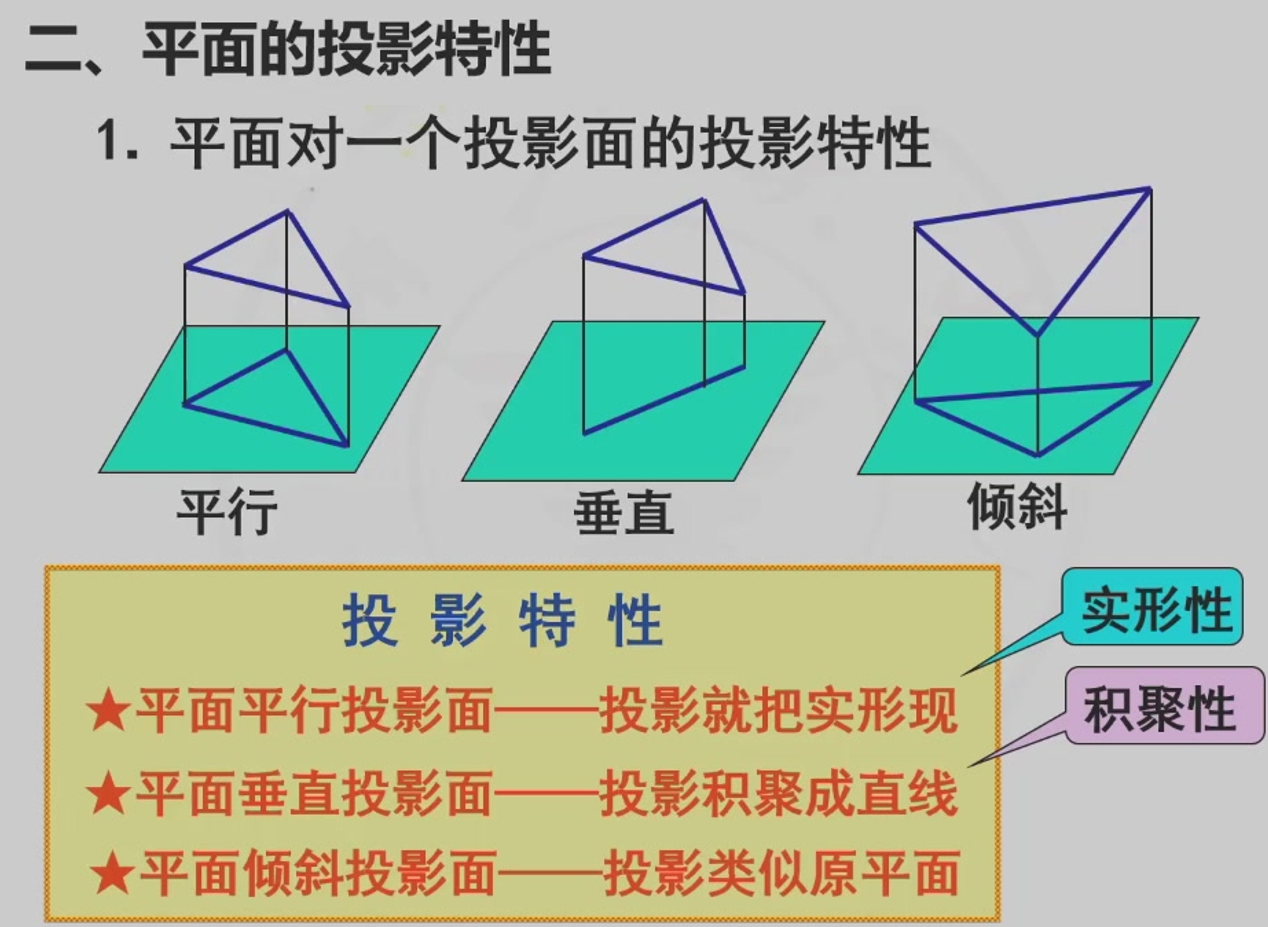 二、平面的投影特性
1. 平面对一个投影面的投影特性
平行
垂直
倾斜
投 影 特 性
实形性
★平面平行投影面——投影就把实形现
积聚性
★平面垂直投影面——投影积聚成直线
★平面倾斜投影面——投影类似原平面